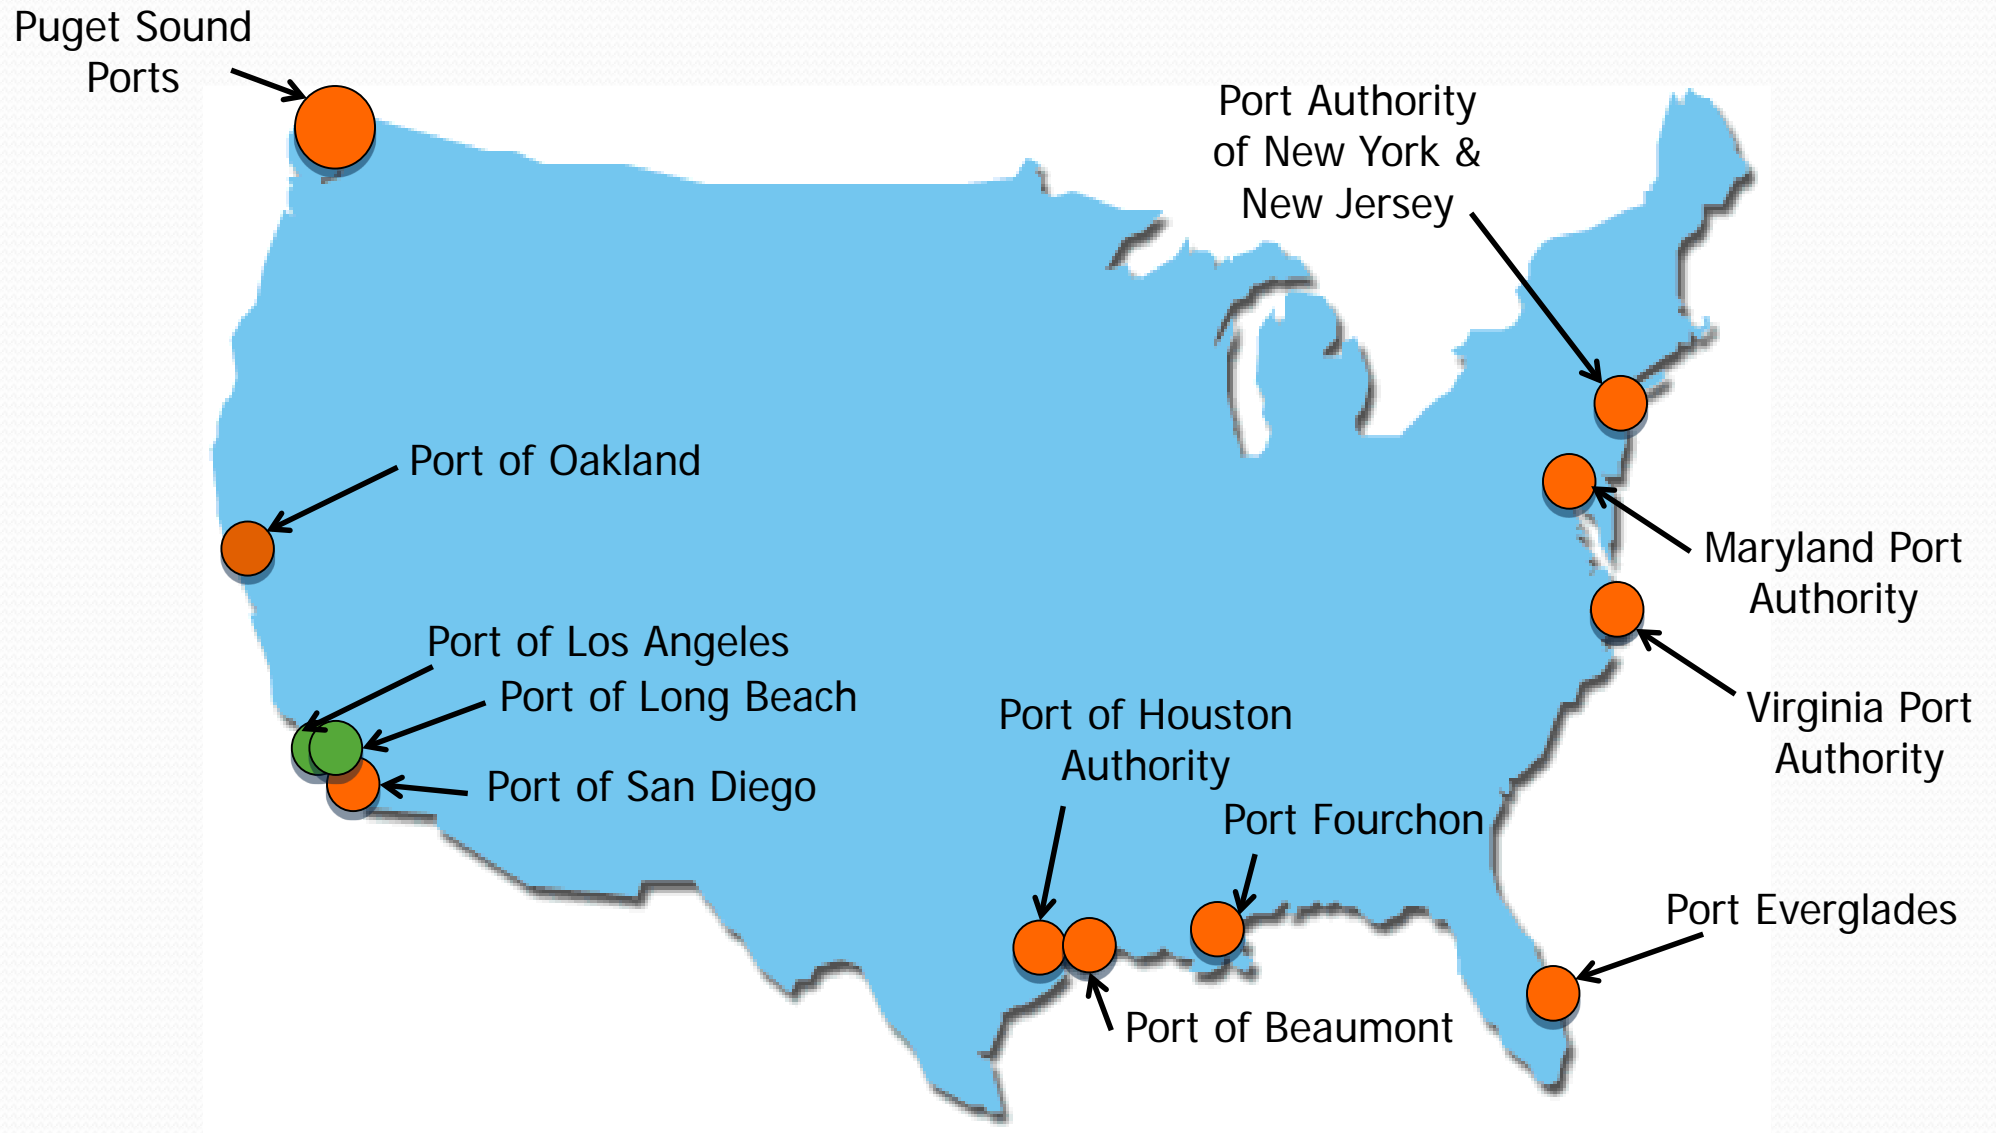 Puget Sound
Ports
Port Authority
of New York &
New Jersey
Port of Oakland
Maryland Port
Authority
Port of Los Angeles
Port of Long Beach
Port of Houston
Authority
Virginia Port
Authority
Port of San Diego
Port Fourchon
Port Everglades
Port of Beaumont